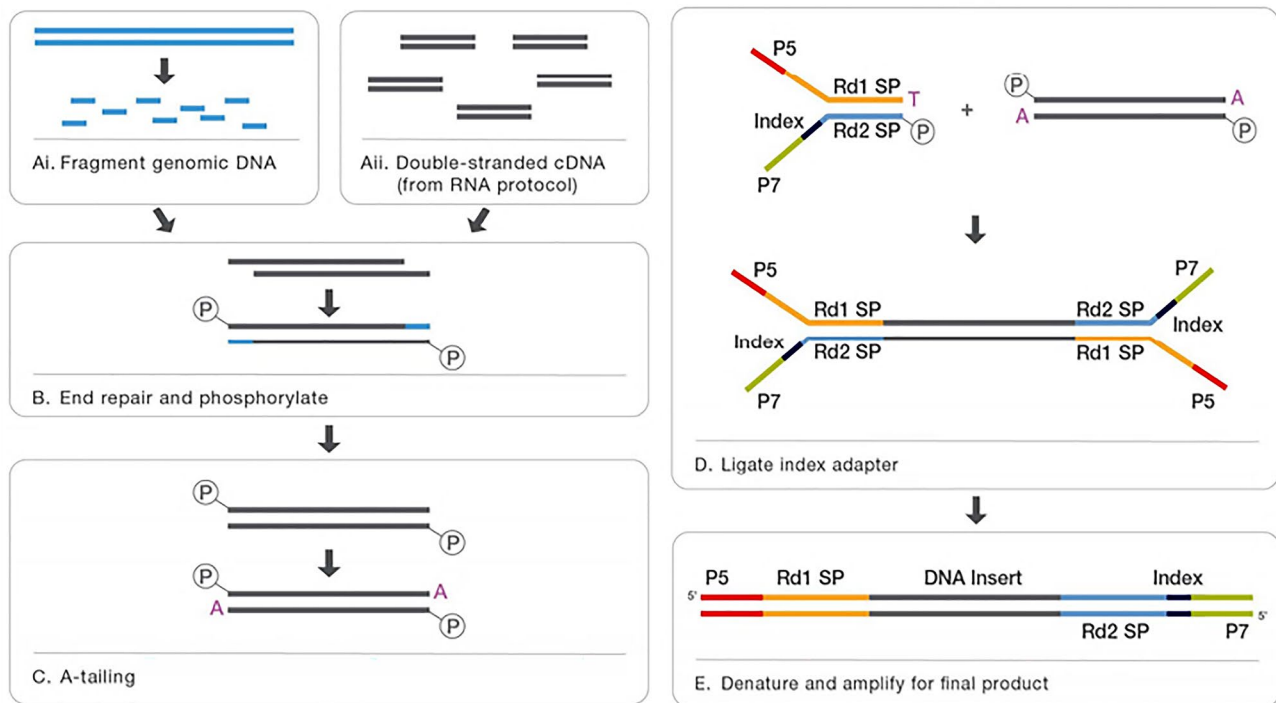 Ai. Fragment genomic DNA
Aii. Double-stranded cDNA
(from RNA protocol)
P
P
B. End repair and phosphorylate
P
P
P
A
A
P
C. A-tailing
P5
Rd1 SP
T
Index
Rd2 SP
P
P7
+
P
A
A
P
P5
P7
Rd1 SP
Rd2 SP
Index
Index
Rd2 SP
Rd1 SP
P7
P5
D. Ligate index adapter
P5
Rd1 SP
DNA Insert
Index
5'
5'
Rd2 SP
P7
E. Denature and amplify for final product